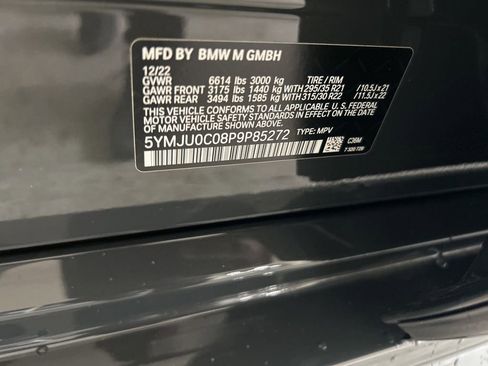 MFD BY BMW M GMBH
12/22
GVWR 6614 lbs 3000 kg TIRE / RIM
GAWR FRONT 3175 lbs 1440 kg WITH 295/35 R21 /10.5J x 21
GAWR REAR 3494 lbs 1585 kg WITH 315/30 R22 /11.5J x 22
THIS VEHICLE CONFORMS TO ALL APPLICABLE U.S. FEDERAL
MOTOR VEHICLE SAFETY STANDARDS IN EFFECT ON THE
DATE OF MANUFACTURE SHOWN ABOVE.
5YMJU0C08P9P85272 TYPE: MPV
C36M